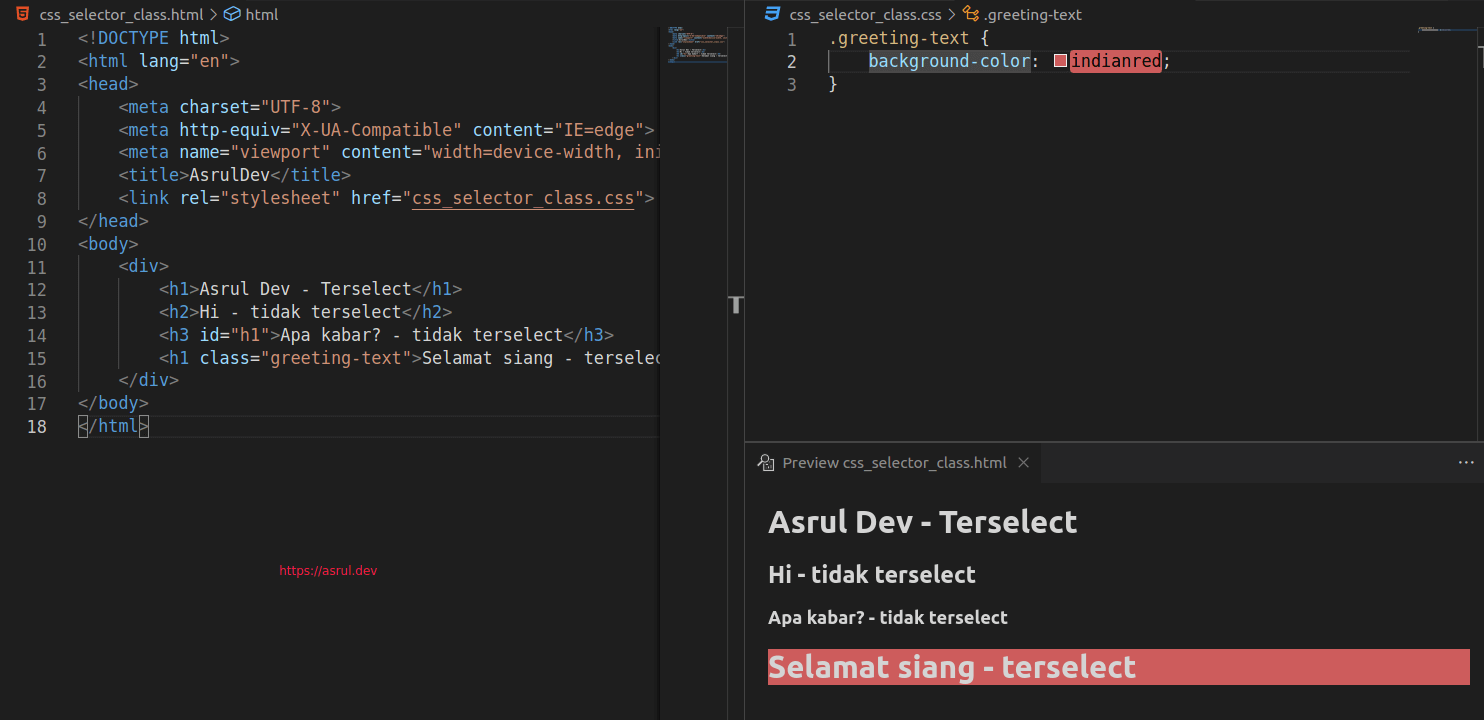 css_selector_class.html > html
1 <!DOCTYPE html>
2 <html lang="en">
3 <head>
4 <meta charset="UTF-8">
5 <meta http-equiv="X-UA-Compatible" content="IE=edge">
6 <meta name="viewport" content="width=device-width, ini
7 <title>AsrulDev</title>
8 <link rel="stylesheet" href="css_selector_class.css">
9 </head>
10 <body>
11 <div>
12 <h1>Asrul Dev - Terselect</h1>
13 <h2>Hi - tidak terselect</h2>
14 <h3 id="h1">Apa kabar? - tidak terselect</h3>
15 <h1 class="greeting-text">Selamat siang - terselec
16 </div>
17 </body>
18 </html>
https://asrul.dev
css_selector_class.css > .greeting-text
1 .greeting-text {
2 background-color: indianred;
3 }
Preview css_selector_class.html
Asrul Dev - Terselect
Hi - tidak terselect
Apa kabar? - tidak terselect
Selamat siang - terselect